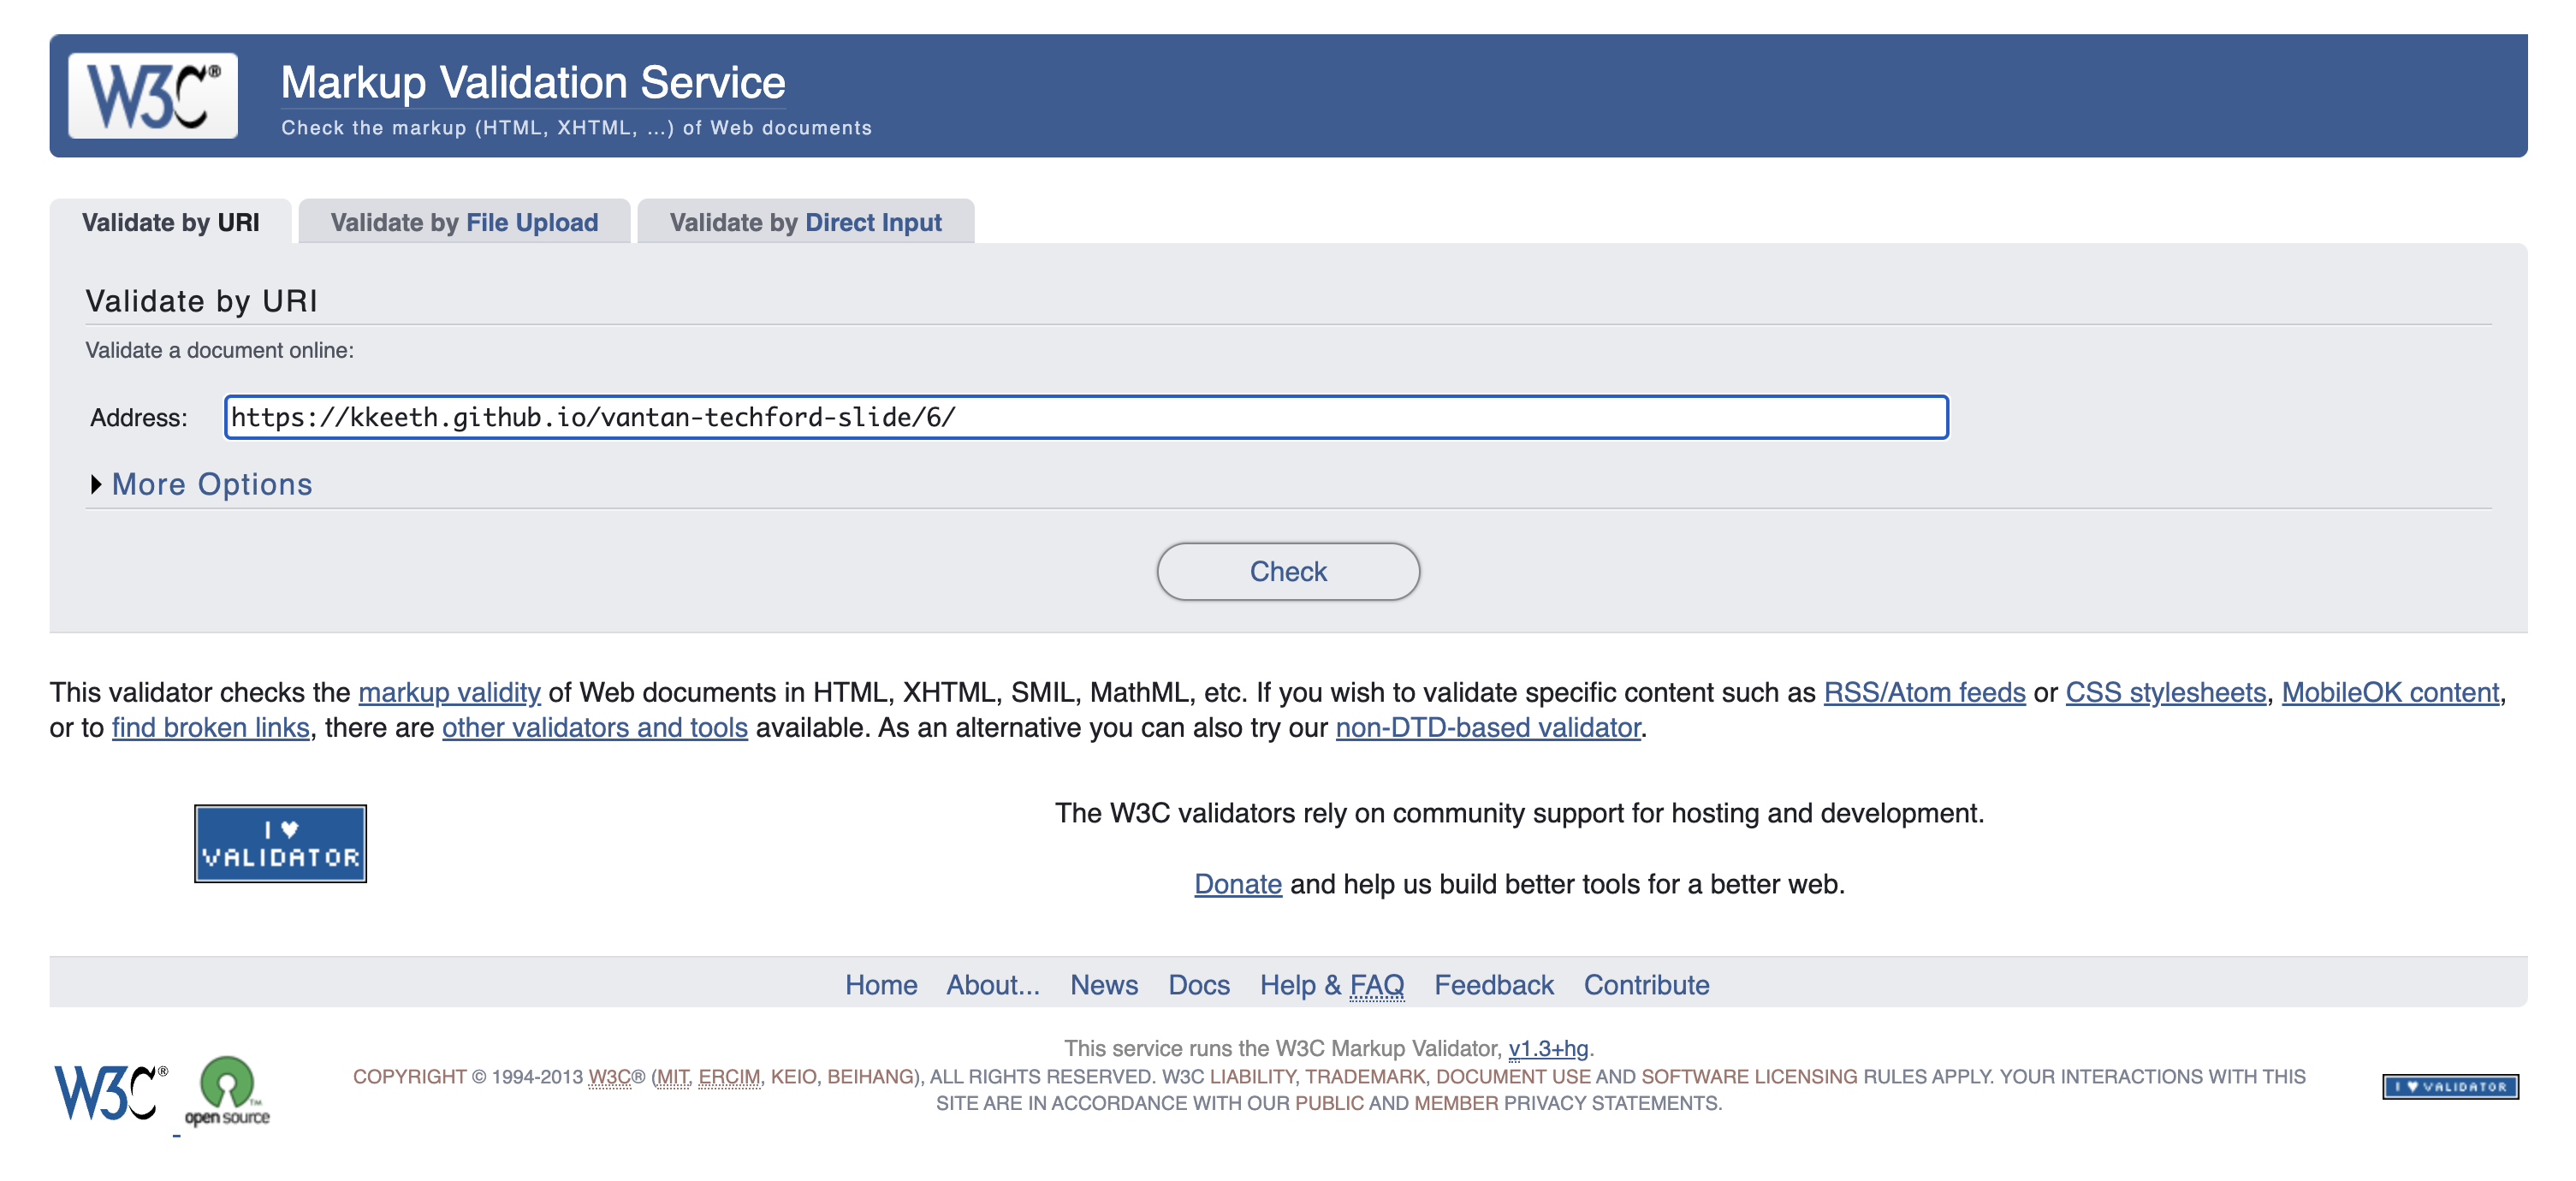 W3C®
Markup Validation Service
Check the markup (HTML, XHTML, ...) of Web documents
Validate by URI
Validate by File Upload
Validate by Direct Input
Validate by URI
Validate a document online:
Address: https://kkeeth.github.io/vantan-techford-slide/6/
More Options
Check
This validator checks the markup validity of Web documents in HTML, XHTML, SMIL, MathML, etc. If you wish to validate specific content such as RSS/Atom feeds or CSS stylesheets, MobileOK content,
or to find broken links, there are other validators and tools available. As an alternative you can also try our non-DTD-based validator.
I ♥
VALIDATOR
The W3C validators rely on community support for hosting and development.
Donate and help us build better tools for a better web.
Home About... News Docs Help & FAQ Feedback Contribute
W3C®
open source™
This service runs the W3C Markup Validator, v1.3+hg.
COPYRIGHT © 1994-2013 W3C® (MIT, ERCIM, KEIO, BEIHANG), ALL RIGHTS RESERVED. W3C LIABILITY, TRADEMARK, DOCUMENT USE AND SOFTWARE LICENSING RULES APPLY. YOUR INTERACTIONS WITH THIS
SITE ARE IN ACCORDANCE WITH OUR PUBLIC AND MEMBER PRIVACY STATEMENTS.
I ♥ VALIDATOR